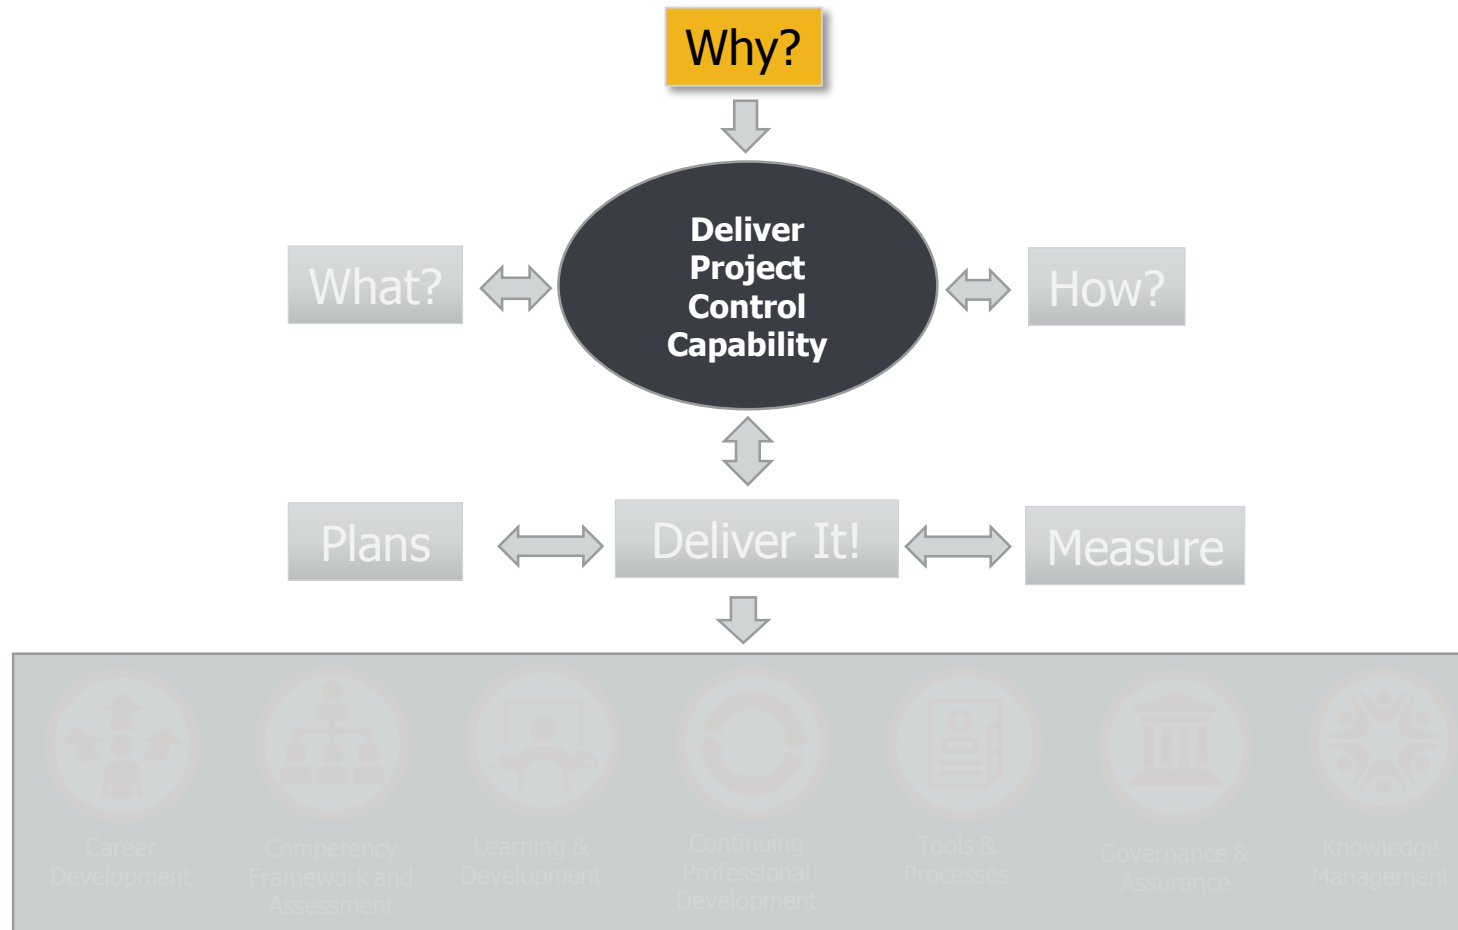 Why?
Deliver
Project
Control
Capability
What?
How?
Plans
Deliver It!
Measure
Career
Development
Competency
Framework and
Assessment
Learning &
Development
Continuing
Professional
Development
Tools &
Processes
Governance &
Assurance
Knowledge
Management